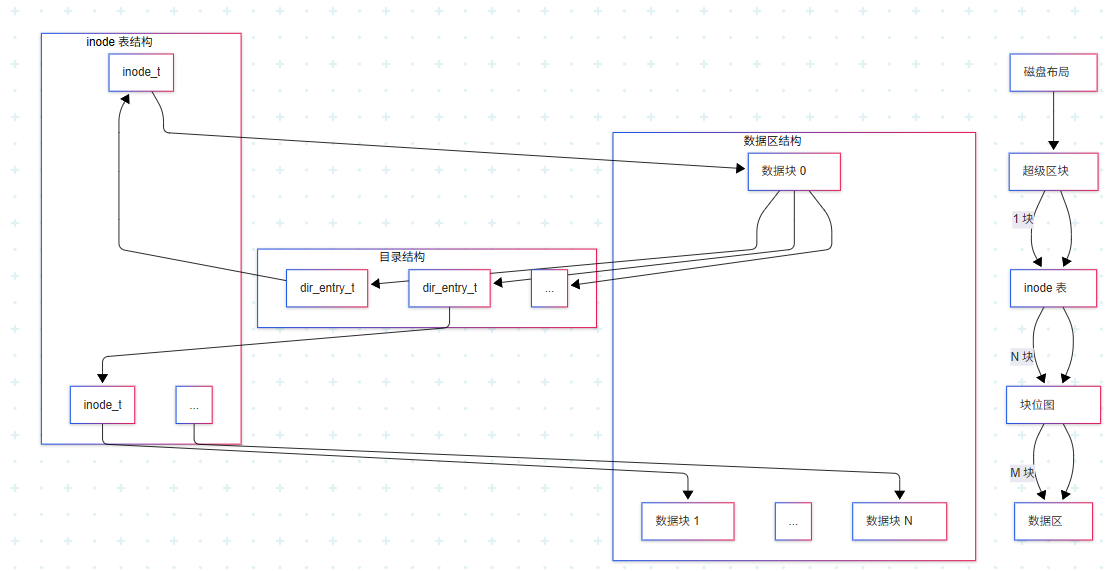 inode 表结构
inode_t
磁盘布局
数据区结构
数据块 0
超级区块
1 块
目录结构
dir_entry_t
dir_entry_t
...
inode 表
N 块
inode_t
...
块位图
M 块
数据块 1
...
数据块 N
数据区